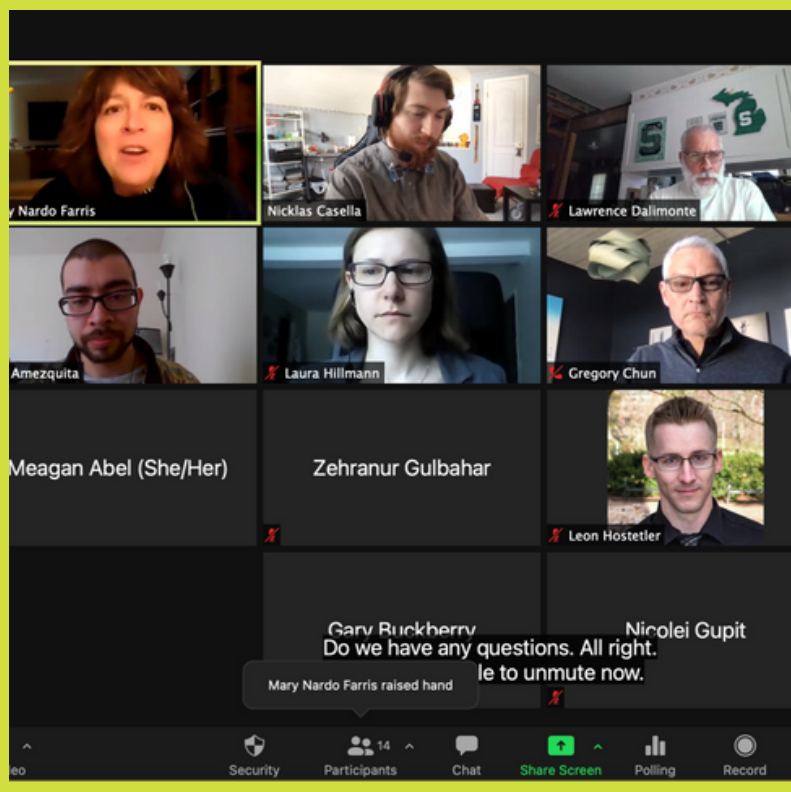 y Nardo Farris
Nicklas Casella
S
S
Lawrence Dalimonte
Amezquita
Laura Hillmann
Gregory Chun
Meagan Abel (She/Her)
Zehranur Gulbahar
Leon Hostetler
Gary Buckberry
Nicolei Gupit
Do we have any questions. All right.
le to unmute now.
Mary Nardo Farris raised hand
14
eo
Security
Participants
Chat
Share Screen
Polling
Record